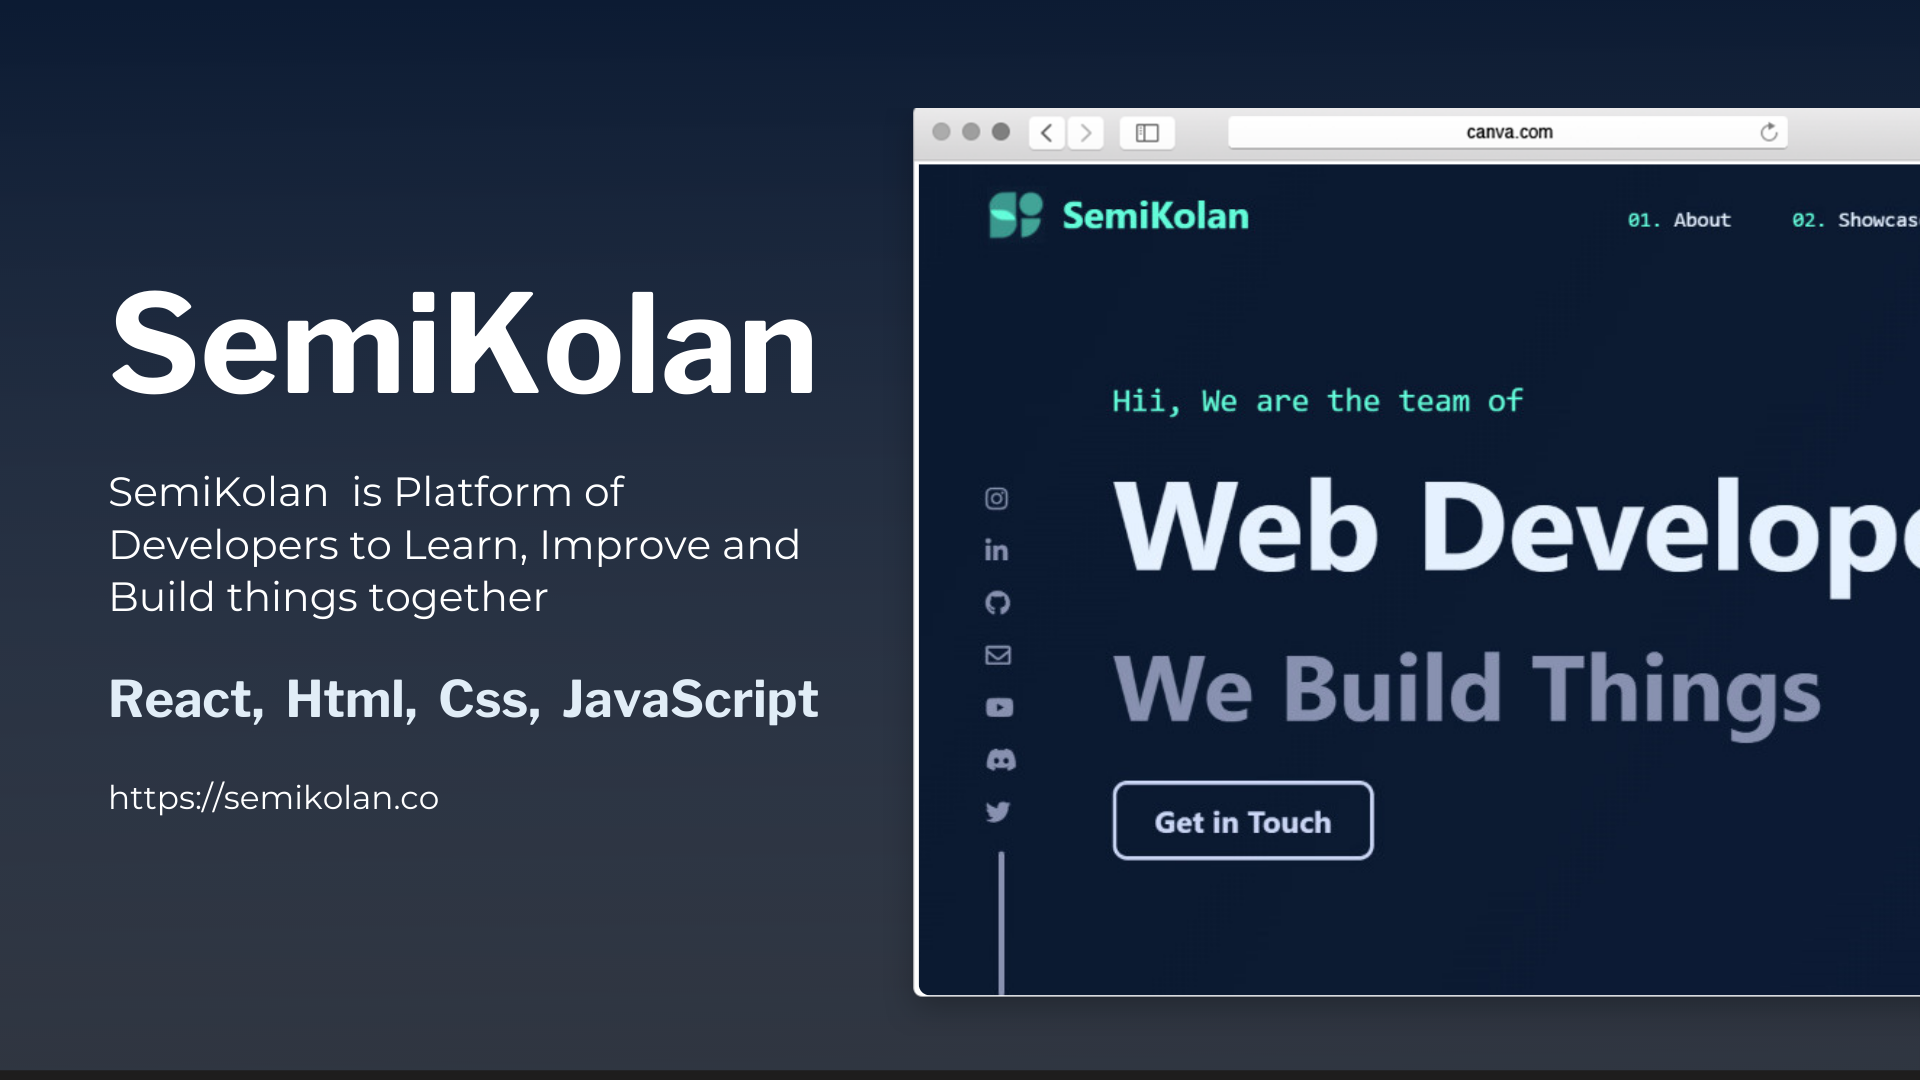 SemiKolan
SemiKolan is Platform of
Developers to Learn, Improve and
Build things together
React, Html, Css, JavaScript
https://semikolan.co
canva.com
SemiKolan
01. About
02. Showcas
Hii, We are the team of
Web Develop
We Build Things
Get in Touch